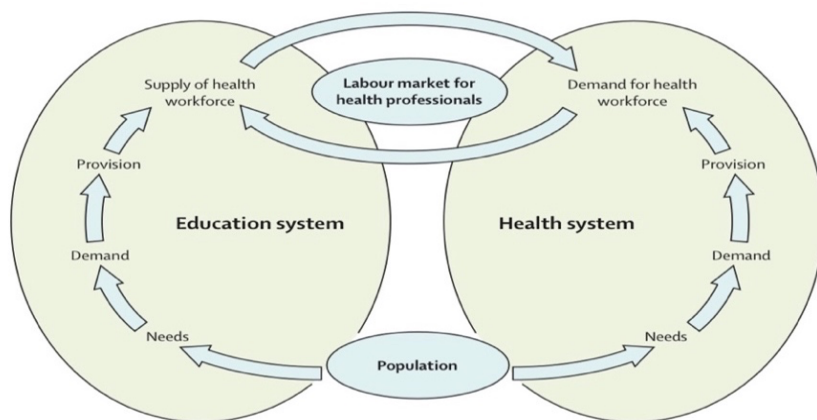 Supply of health
workforce
Labour market for
health professionals
Demand for health
workforce
Provision
Provision
Education system
Health system
Demand
Demand
Needs
Needs
Population